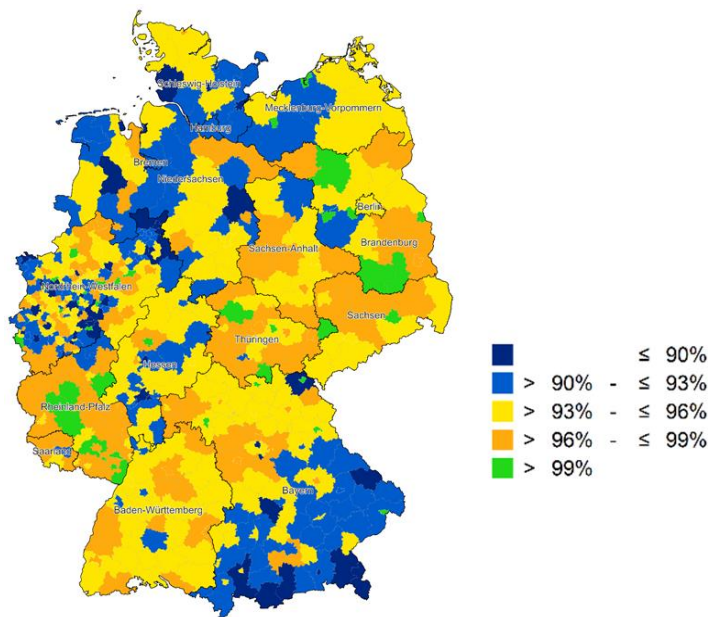 Schleswig-Holstein
Mecklenburg-Vorpommern
Hamburg
Bremen
Niedersachsen
Berlin
Sachsen-Anhalt
Brandenburg
Nordrhein-Westfalen
Sachsen
Thüringen
Hessen
Rheinland-Pfalz
Saarland
Bayern
Baden-Württemberg
≤ 90%
> 90% - ≤ 93%
> 93% - ≤ 96%
> 96% - ≤ 99%
> 99%